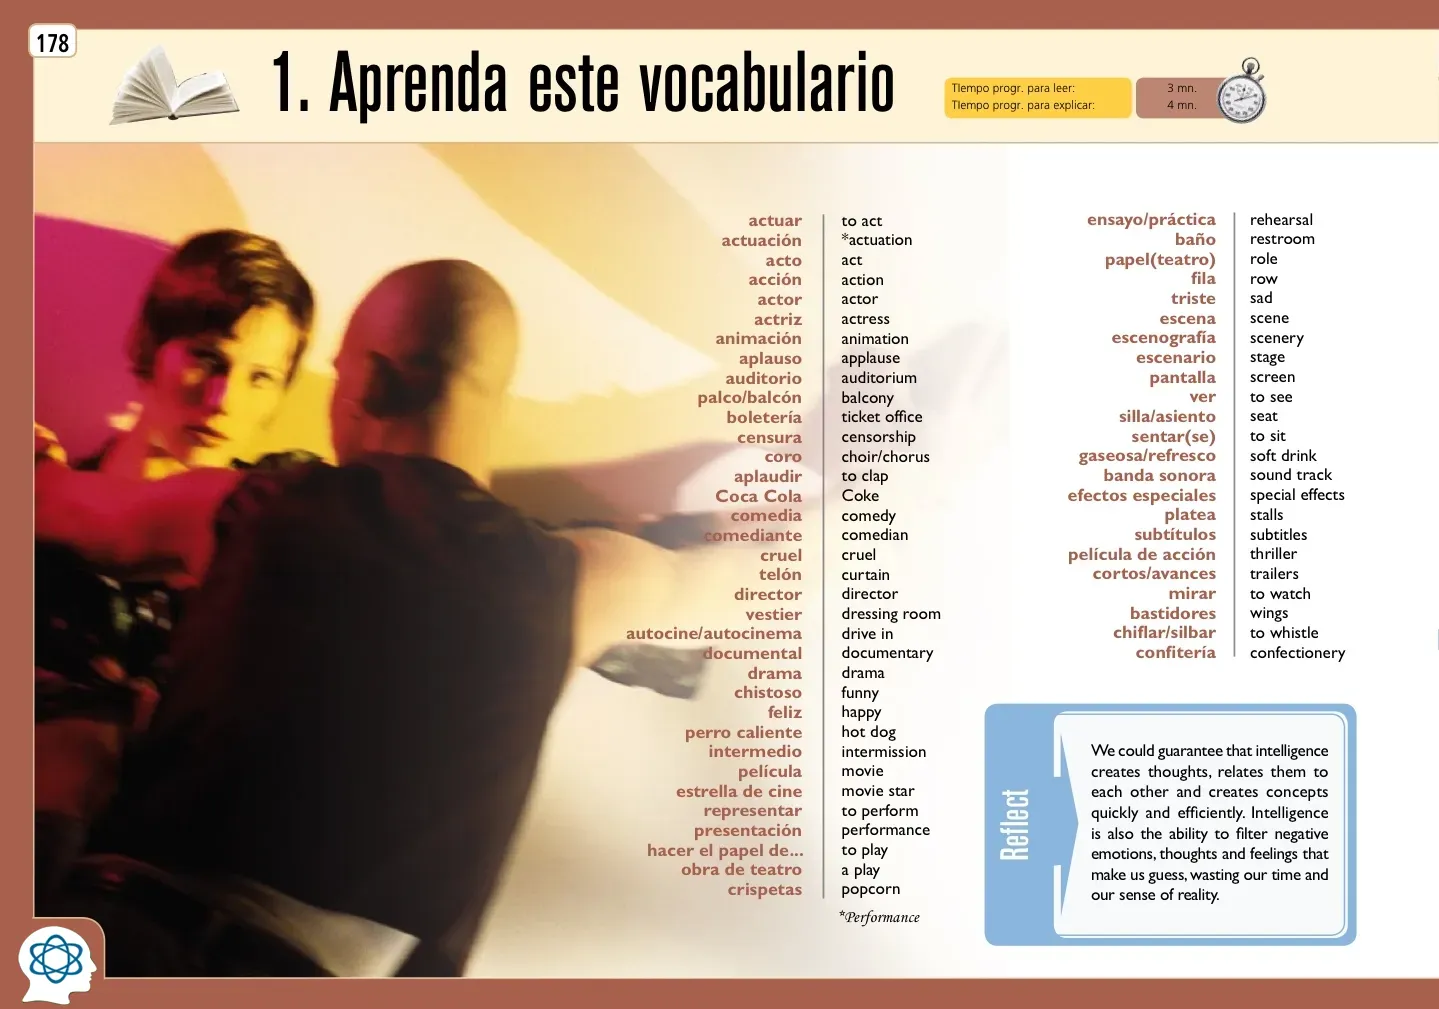 178
1. Aprenda este vocabulario
TIempo progr. para leer: 3 mn.
TIempo progr. para explicar: 4 mn.
actuar to act
actuación *actuation
acto act
acción action
actor actor
actriz actress
animación animation
aplauso applause
auditorio auditorium
palco/balcón balcony
boletería ticket office
censura censorship
coro choir/chorus
aplaudir to clap
Coca Cola Coke
comedia comedy
comediante comedian
cruel cruel
telón curtain
director director
vestier dressing room
autocine/autocinema drive in
documental documentary
drama drama
chistoso funny
feliz happy
perro caliente hot dog
intermedio intermission
película movie
estrella de cine movie star
representar to perform
presentación performance
hacer el papel de... to play
obra de teatro a play
crispetas popcorn
*Performance
ensayo/práctica rehearsal
baño restroom
papel(teatro) role
fila row
triste sad
escena scene
escenografía scenery
escenario stage
pantalla screen
ver to see
silla/asiento seat
sentar(se) to sit
gaseosa/refresco soft drink
banda sonora sound track
efectos especiales special effects
platea stalls
subtítulos subtitles
película de acción thriller
cortos/avances trailers
mirar to watch
bastidores wings
chiflar/silbar to whistle
confitería confectionery
Reflect
We could guarantee that intelligence
creates thoughts, relates them to
each other and creates concepts
quickly and efficiently. Intelligence
is also the ability to filter negative
emotions, thoughts and feelings that
make us guess, wasting our time and
our sense of reality.